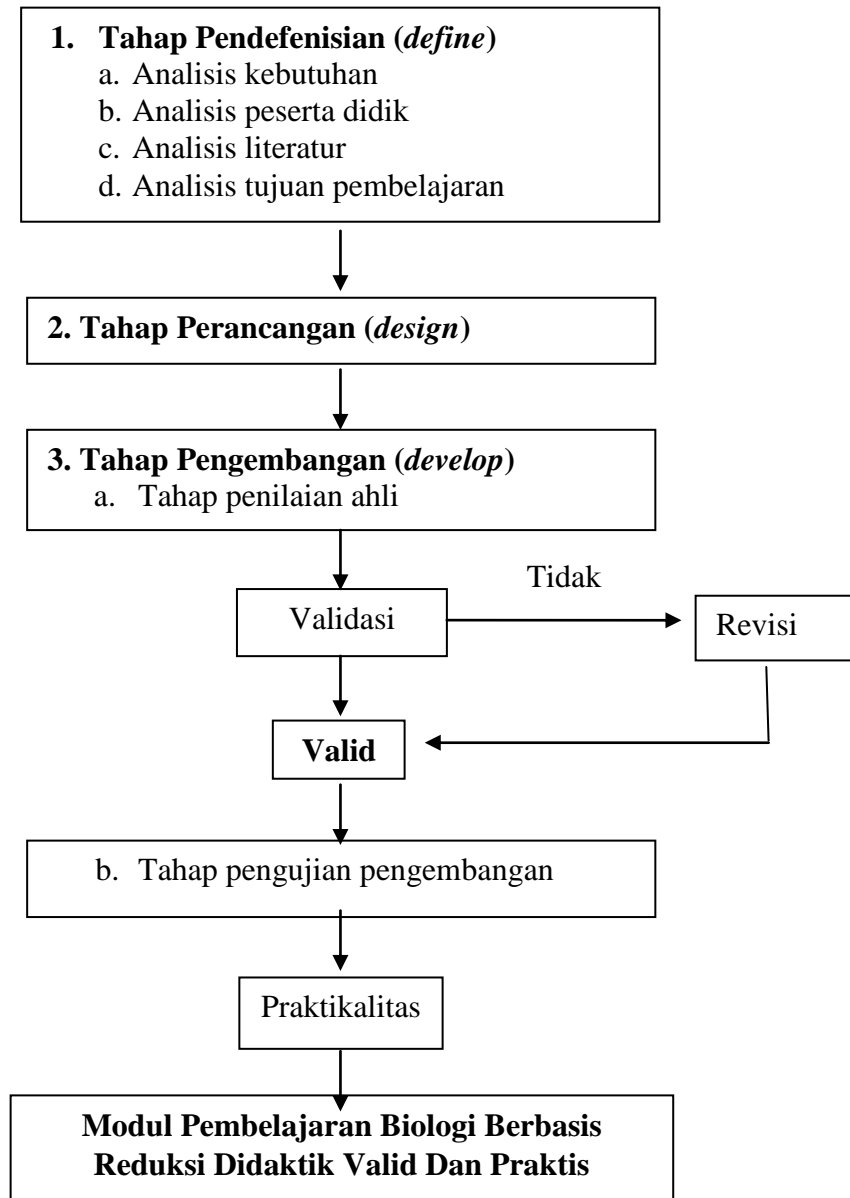 1. Tahap Pendefenisian (define)
a. Analisis kebutuhan
b. Analisis peserta didik
c. Analisis literatur
d. Analisis tujuan pembelajaran
2. Tahap Perancangan (design)
3. Tahap Pengembangan (develop)
a. Tahap penilaian ahli
Tidak
Validasi
Revisi
Valid
b. Tahap pengujian pengembangan
Praktikalitas
Modul Pembelajaran Biologi Berbasis
Reduksi Didaktik Valid Dan Praktis